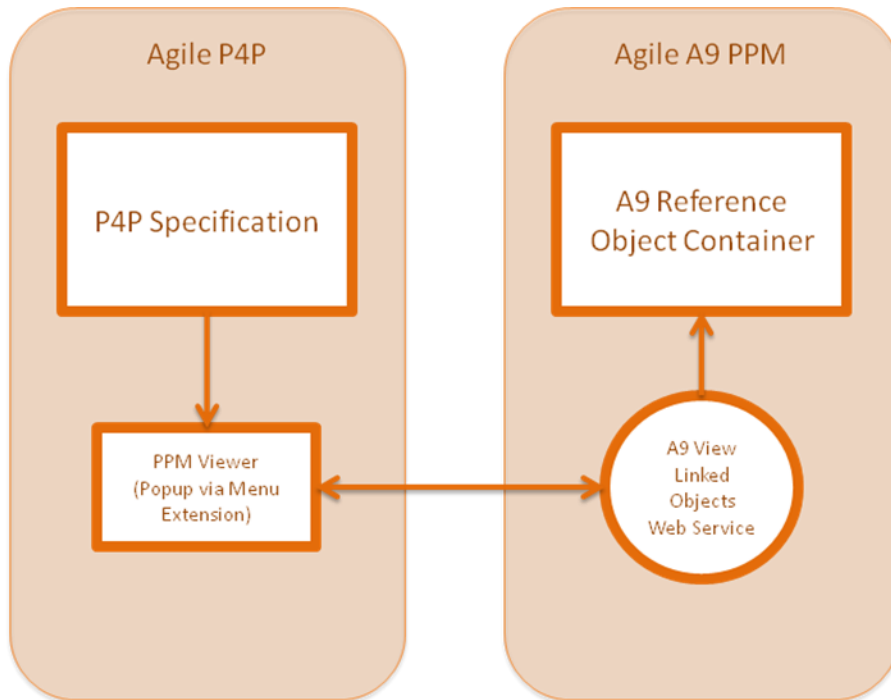 Agile P4P
P4P Specification
PPM Viewer
(Popup via Menu
Extension)
Agile A9 PPM
A9 Reference
Object Container
A9 View
Linked
Objects
Web Service